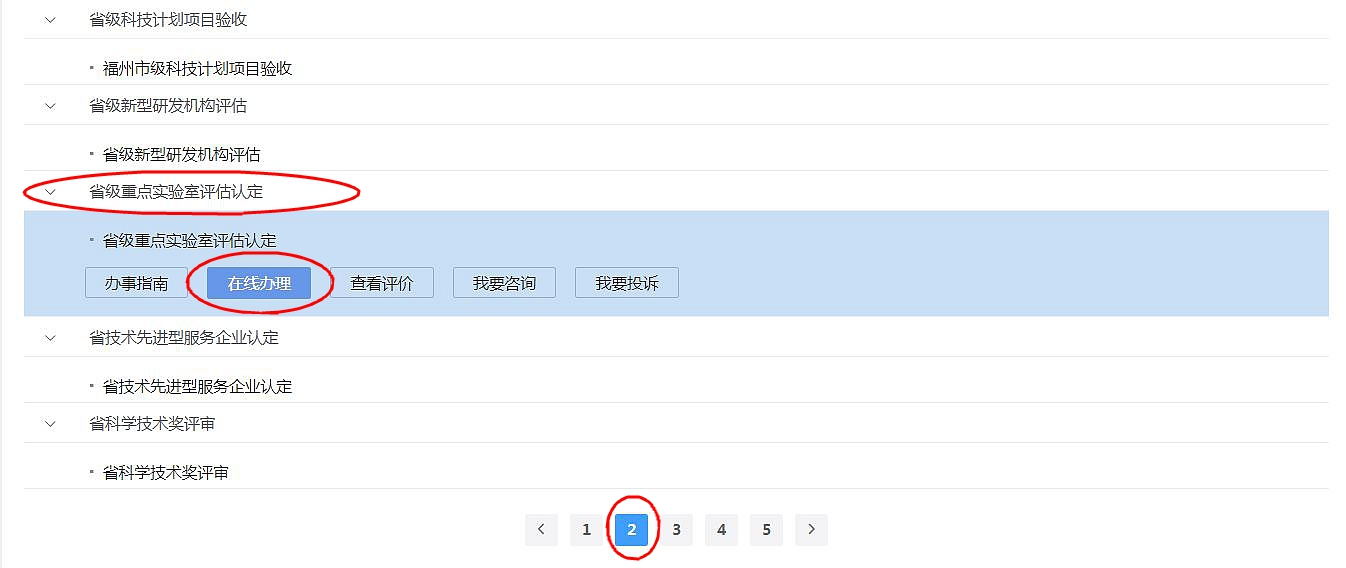 省级科技计划项目验收
福州市级科技计划项目验收
省级新型研发机构评估
省级新型研发机构评估
省级重点实验室评估认定
省级重点实验室评估认定
办事指南 在线办理 查看评价 我要咨询 我要投诉
省技术先进型服务企业认定
省技术先进型服务企业认定
省科学技术奖评审
省科学技术奖评审
1 2 3 4 5